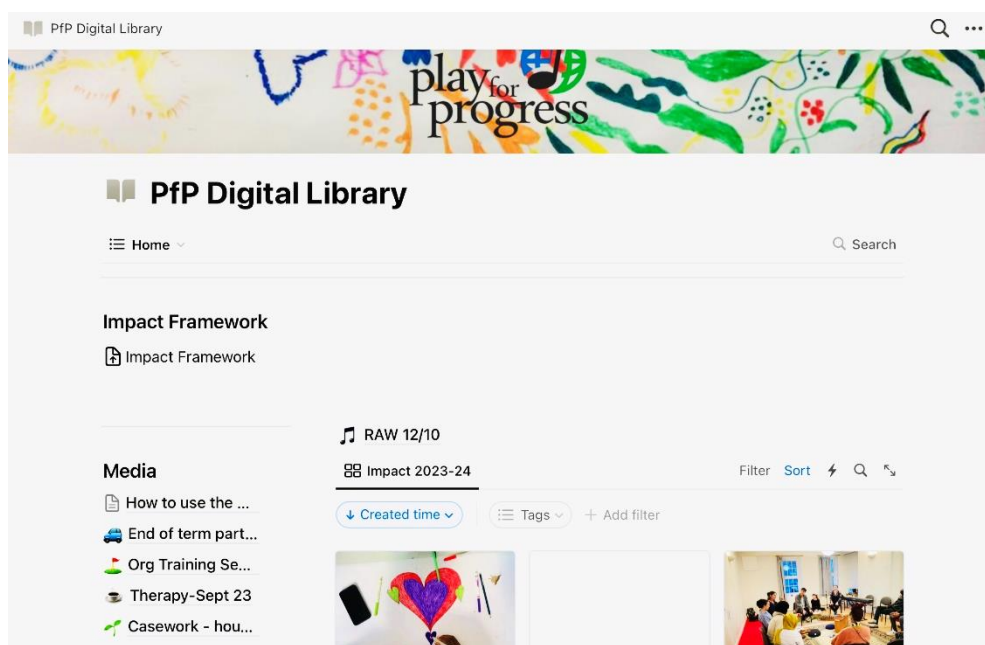 PfP Digital Library
•••
play for
progress
PfP Digital Library
Home
Search
Impact Framework
Impact Framework
RAW 12/10
Media
Impact 2023-24
Filter Sort
How to use the ...
Created time
Tags
+ Add filter
End of term part...
Org Training Se...
Therapy-Sept 23
Casework - hou...